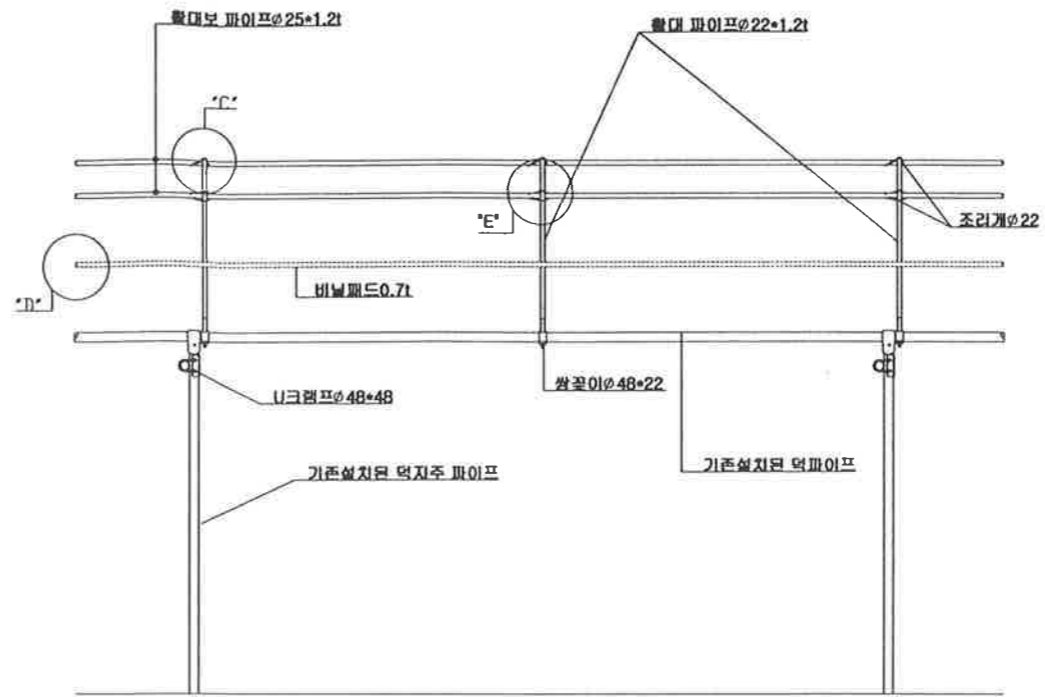 활대보 파이프Ø25*1.2t
활대 파이프Ø22*1.2t
"C"
"E"
조리개Ø22
"D"
비닐패드0.7t
U크램프Ø48*48
쌍꽂이Ø48*22
기존설치된 덕지주 파이프
기존설치된 덕파이프